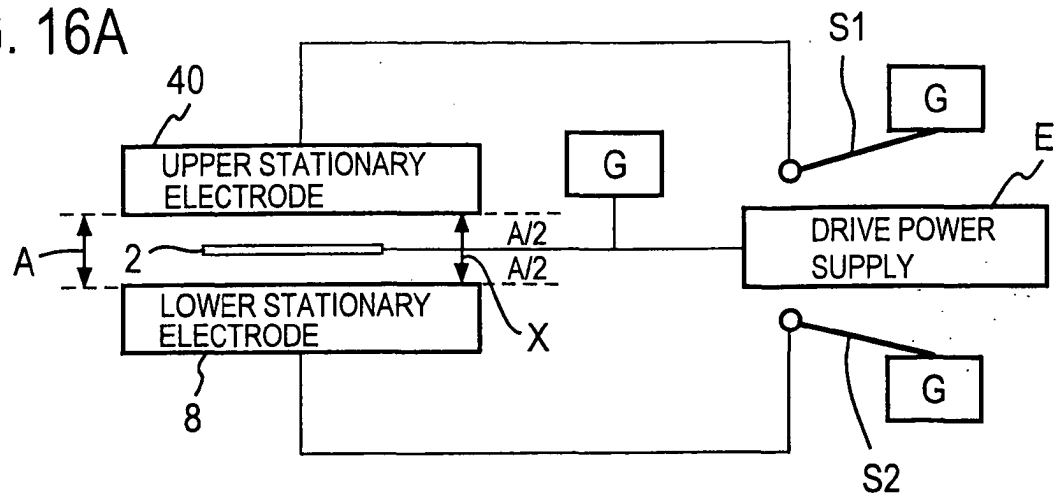 . 16A
S1
40
G
E
UPPER STATIONARY
ELECTRODE
G
A/2
DRIVE POWER
SUPPLY
A
2
A/2
LOWER STATIONARY
ELECTRODE
X
G
8
S2